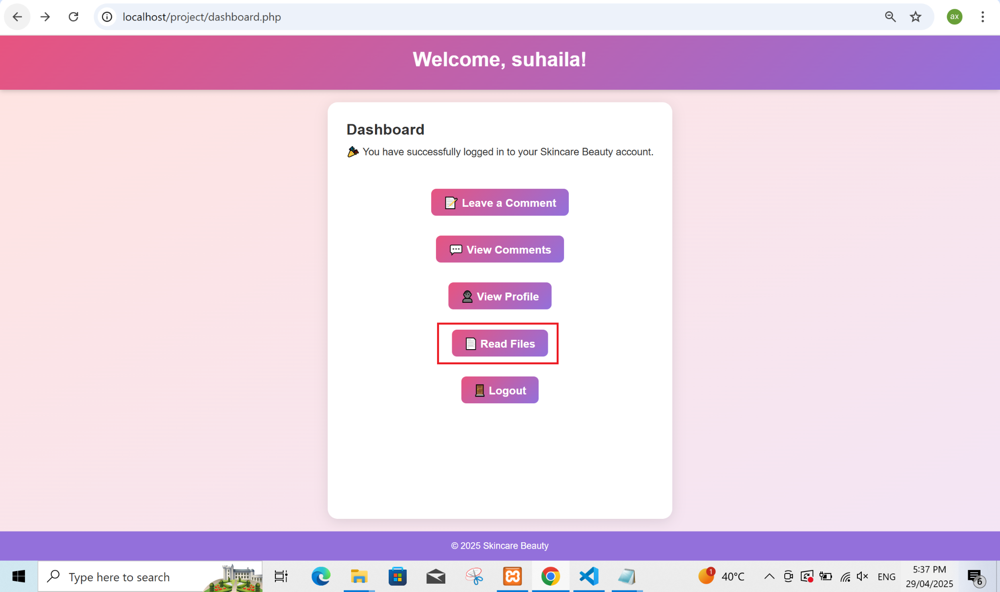 localhost/project/dashboard.php
ax
Welcome, suhaila!
Dashboard
You have successfully logged in to your Skincare Beauty account.
Leave a Comment
View Comments
View Profile
Read Files
Logout
© 2025 Skincare Beauty
Type here to search
1
40°C
ENG
5:37 PM
29/04/2025
6